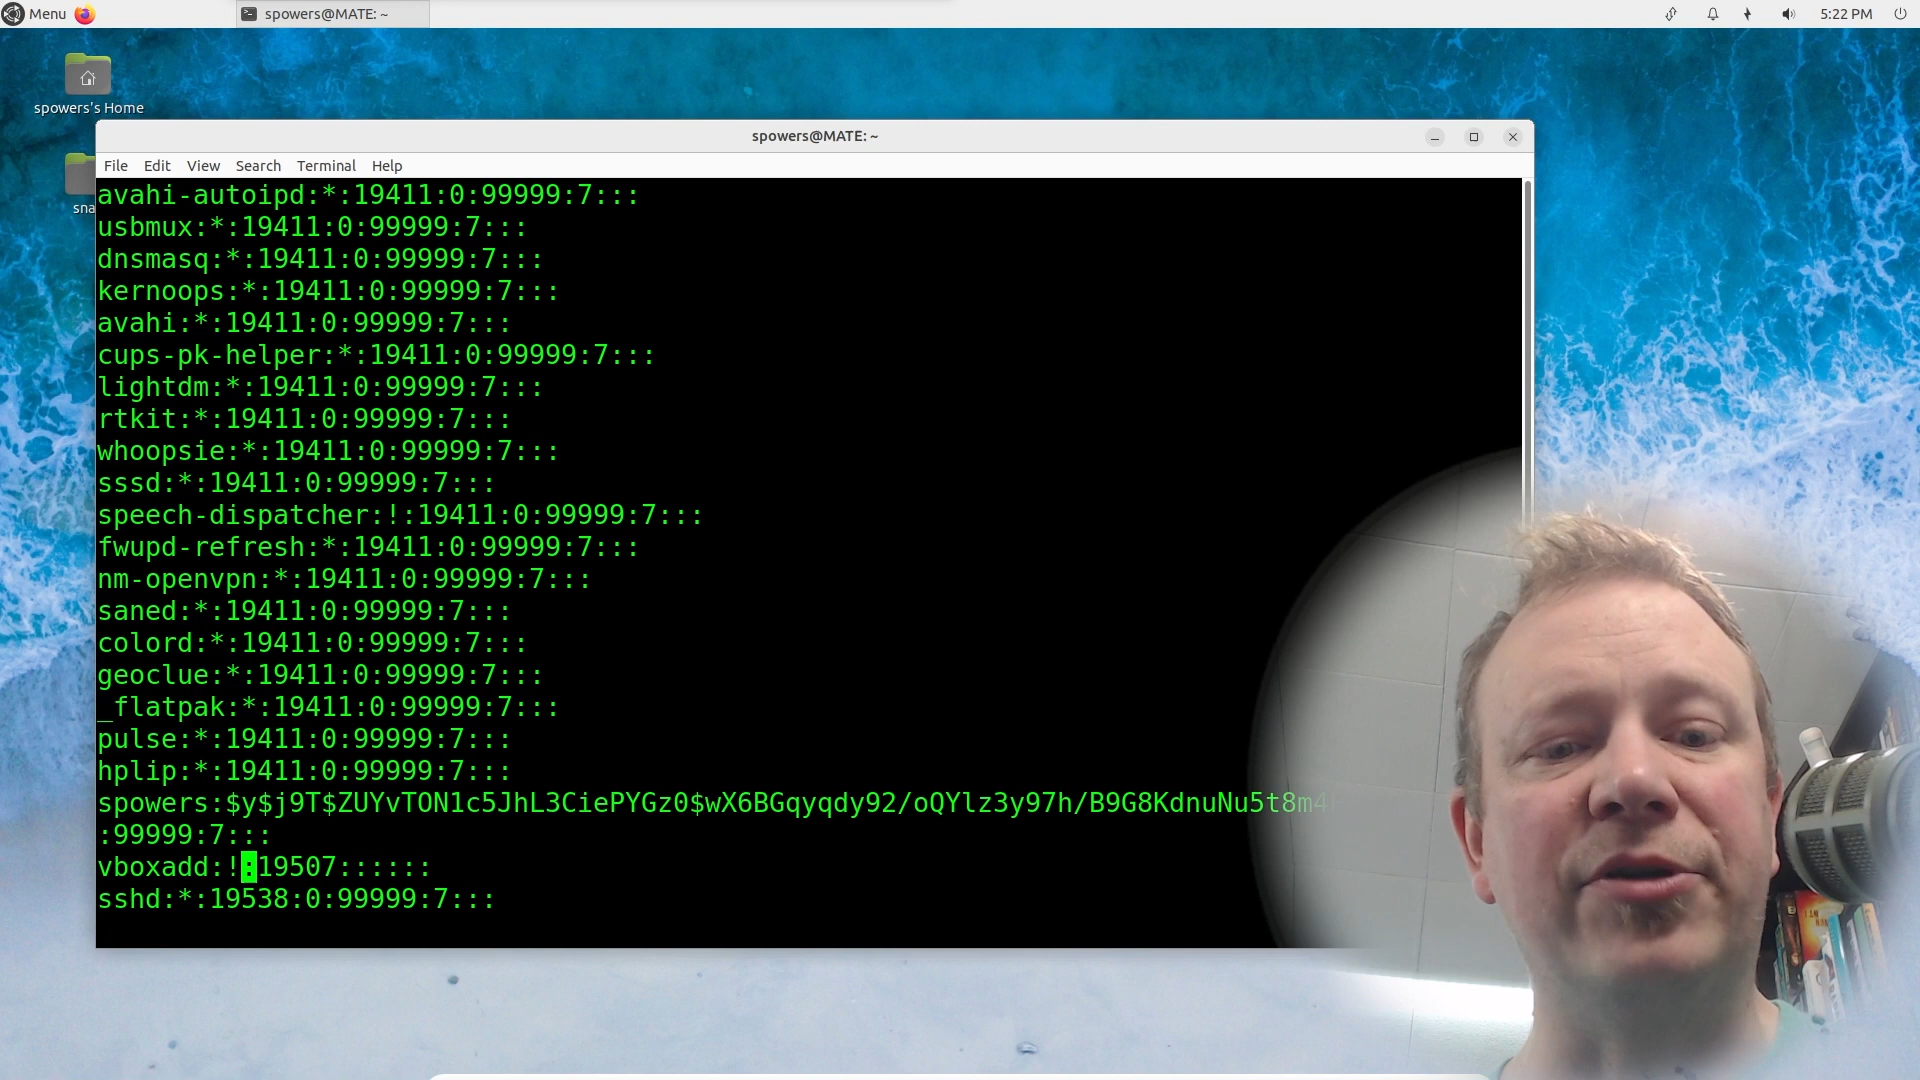 Menu
spowers@MATE: ~
5:22 PM
spowers's Home
sna
spowers@MATE: ~
File Edit View Search Terminal Help
avahi-autoipd:*:19411:0:99999:7:::
usbmux:*:19411:0:99999:7:::
dnsmasq:*:19411:0:99999:7:::
kernoops:*:19411:0:99999:7:::
avahi:*:19411:0:99999:7:::
cups-pk-helper:*:19411:0:99999:7:::
lightdm:*:19411:0:99999:7:::
rtkit:*:19411:0:99999:7:::
whoopsie:*:19411:0:99999:7:::
sssd:*:19411:0:99999:7:::
speech-dispatcher:!:19411:0:99999:7:::
fwupd-refresh:*:19411:0:99999:7:::
nm-openvpn:*:19411:0:99999:7:::
saned:*:19411:0:99999:7:::
colord:*:19411:0:99999:7:::
geoclue:*:19411:0:99999:7:::
_flatpak:*:19411:0:99999:7:::
pulse:*:19411:0:99999:7:::
hplip:*:19411:0:99999:7:::
spowers:$y$j9T$ZUYvTON1c5JhL3CiePYGz0$wX6BGqyqdy92/oQYlz3y97h/B9G8KdnuNu5t8m4
:99999:7:::
vboxadd:!:19507::::::
sshd:*:19538:0:99999:7:::